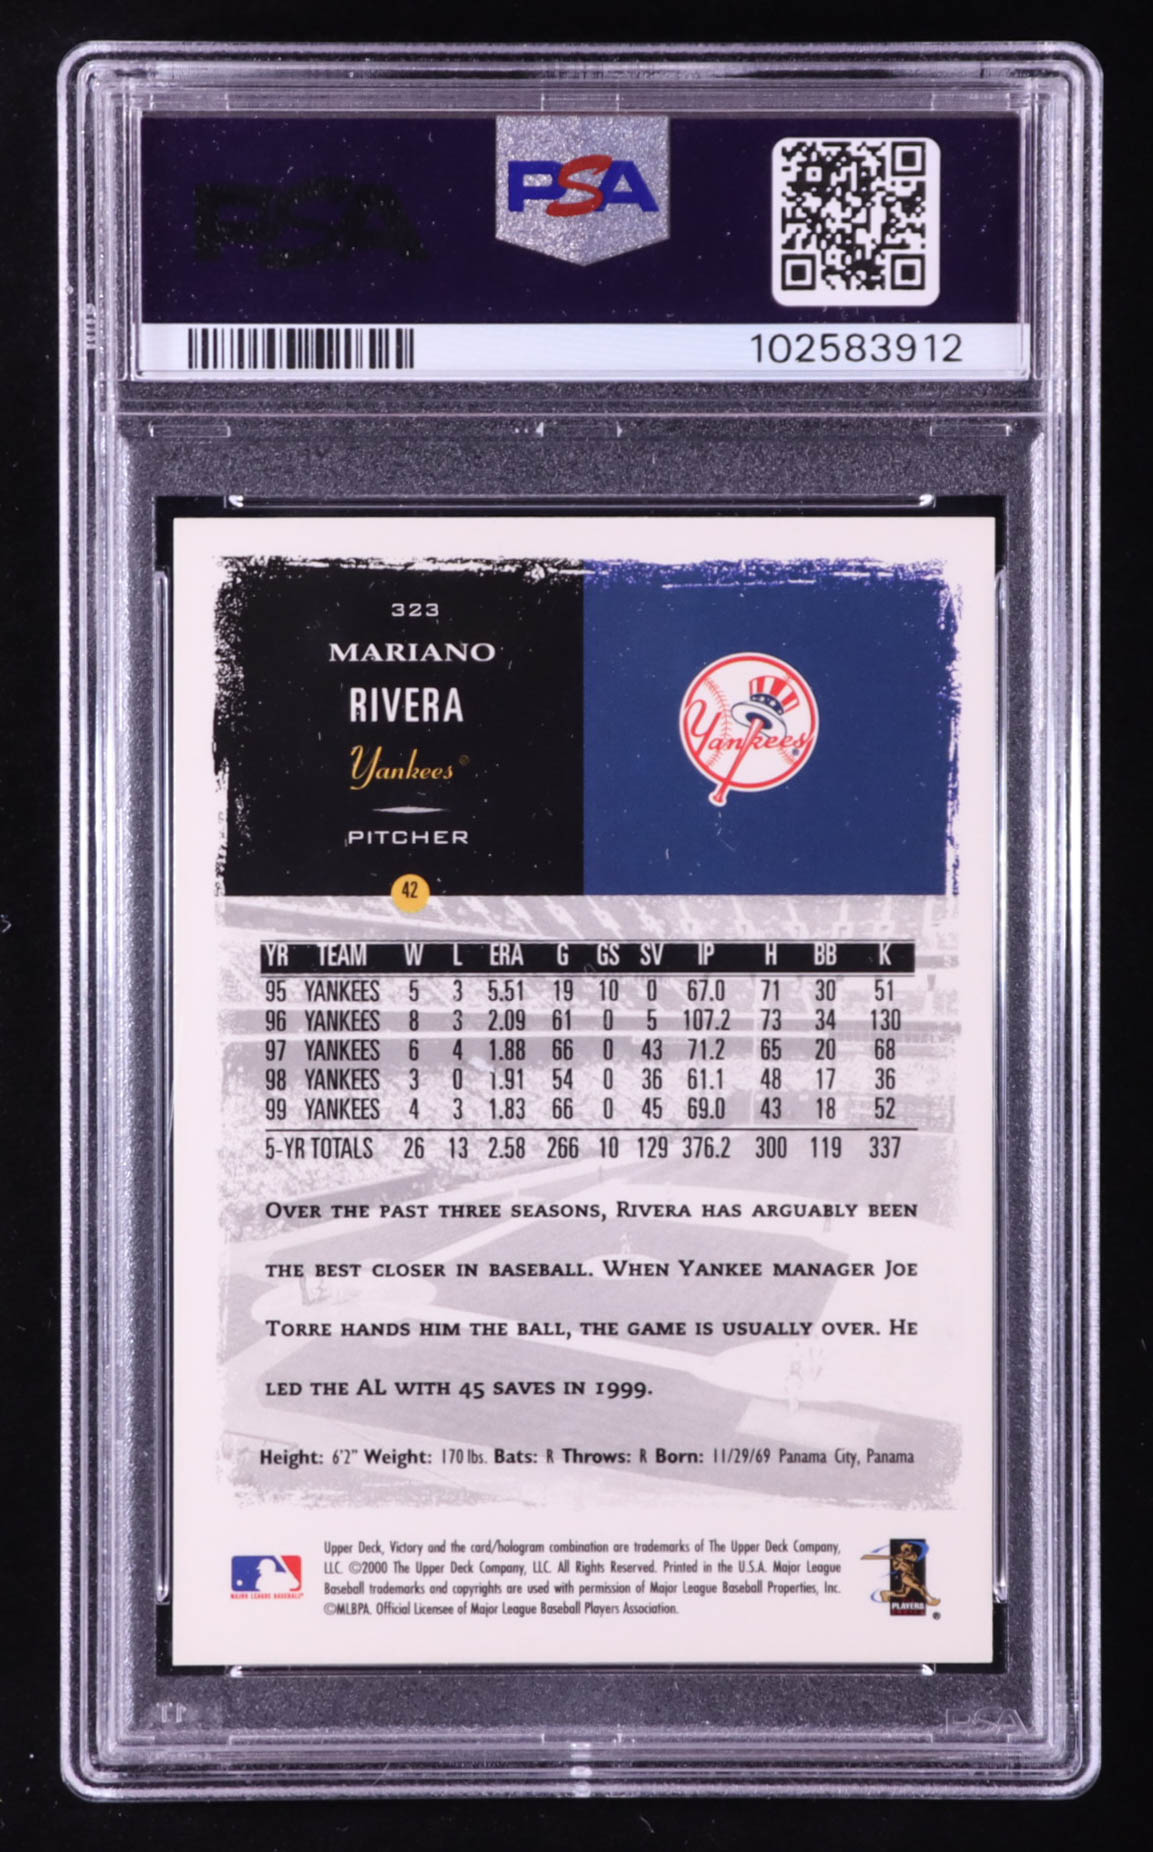 PSA
PSA
102583912
323
MARIANO
RIVERA
Yankees
PITCHER
42
Yankees
YR TEAM W L ERA G GS SV IP H BB K
95 YANKEES 5 3 5.51 19 10 0 67.0 71 30 51
96 YANKEES 8 3 2.09 61 0 5 107.2 73 34 130
97 YANKEES 6 4 1.88 66 0 43 71.2 65 20 68
98 YANKEES 3 0 1.91 54 0 36 61.1 48 17 36
99 YANKEES 4 3 1.83 66 0 45 69.0 43 18 52
5-YR TOTALS 26 13 2.58 266 10 129 376.2 300 119 337
OVER THE PAST THREE SEASONS, RIVERA HAS ARGUABLY BEEN
THE BEST CLOSER IN BASEBALL. WHEN YANKEE MANAGER JOE
TORRE HANDS HIM THE BALL, THE GAME IS USUALLY OVER. HE
LED THE AL WITH 45 SAVES IN 1999.
Height: 6'2" Weight: 170 lbs. Bats: R Throws: R Born: 11/29/69 Panama City, Panama
Upper Deck, Victory and the card/hologram combination are trademarks of The Upper Deck Company,
LLC. ©2000 The Upper Deck Company, LLC. All Rights Reserved. Printed in the U.S.A. Major League
Baseball trademarks and copyrights are used with permission of Major League Baseball Properties, Inc.
©MLBPA. Official Licensee of Major League Baseball Players Association.
MAJOR LEAGUE BASEBALL
PLAYERS
PSA